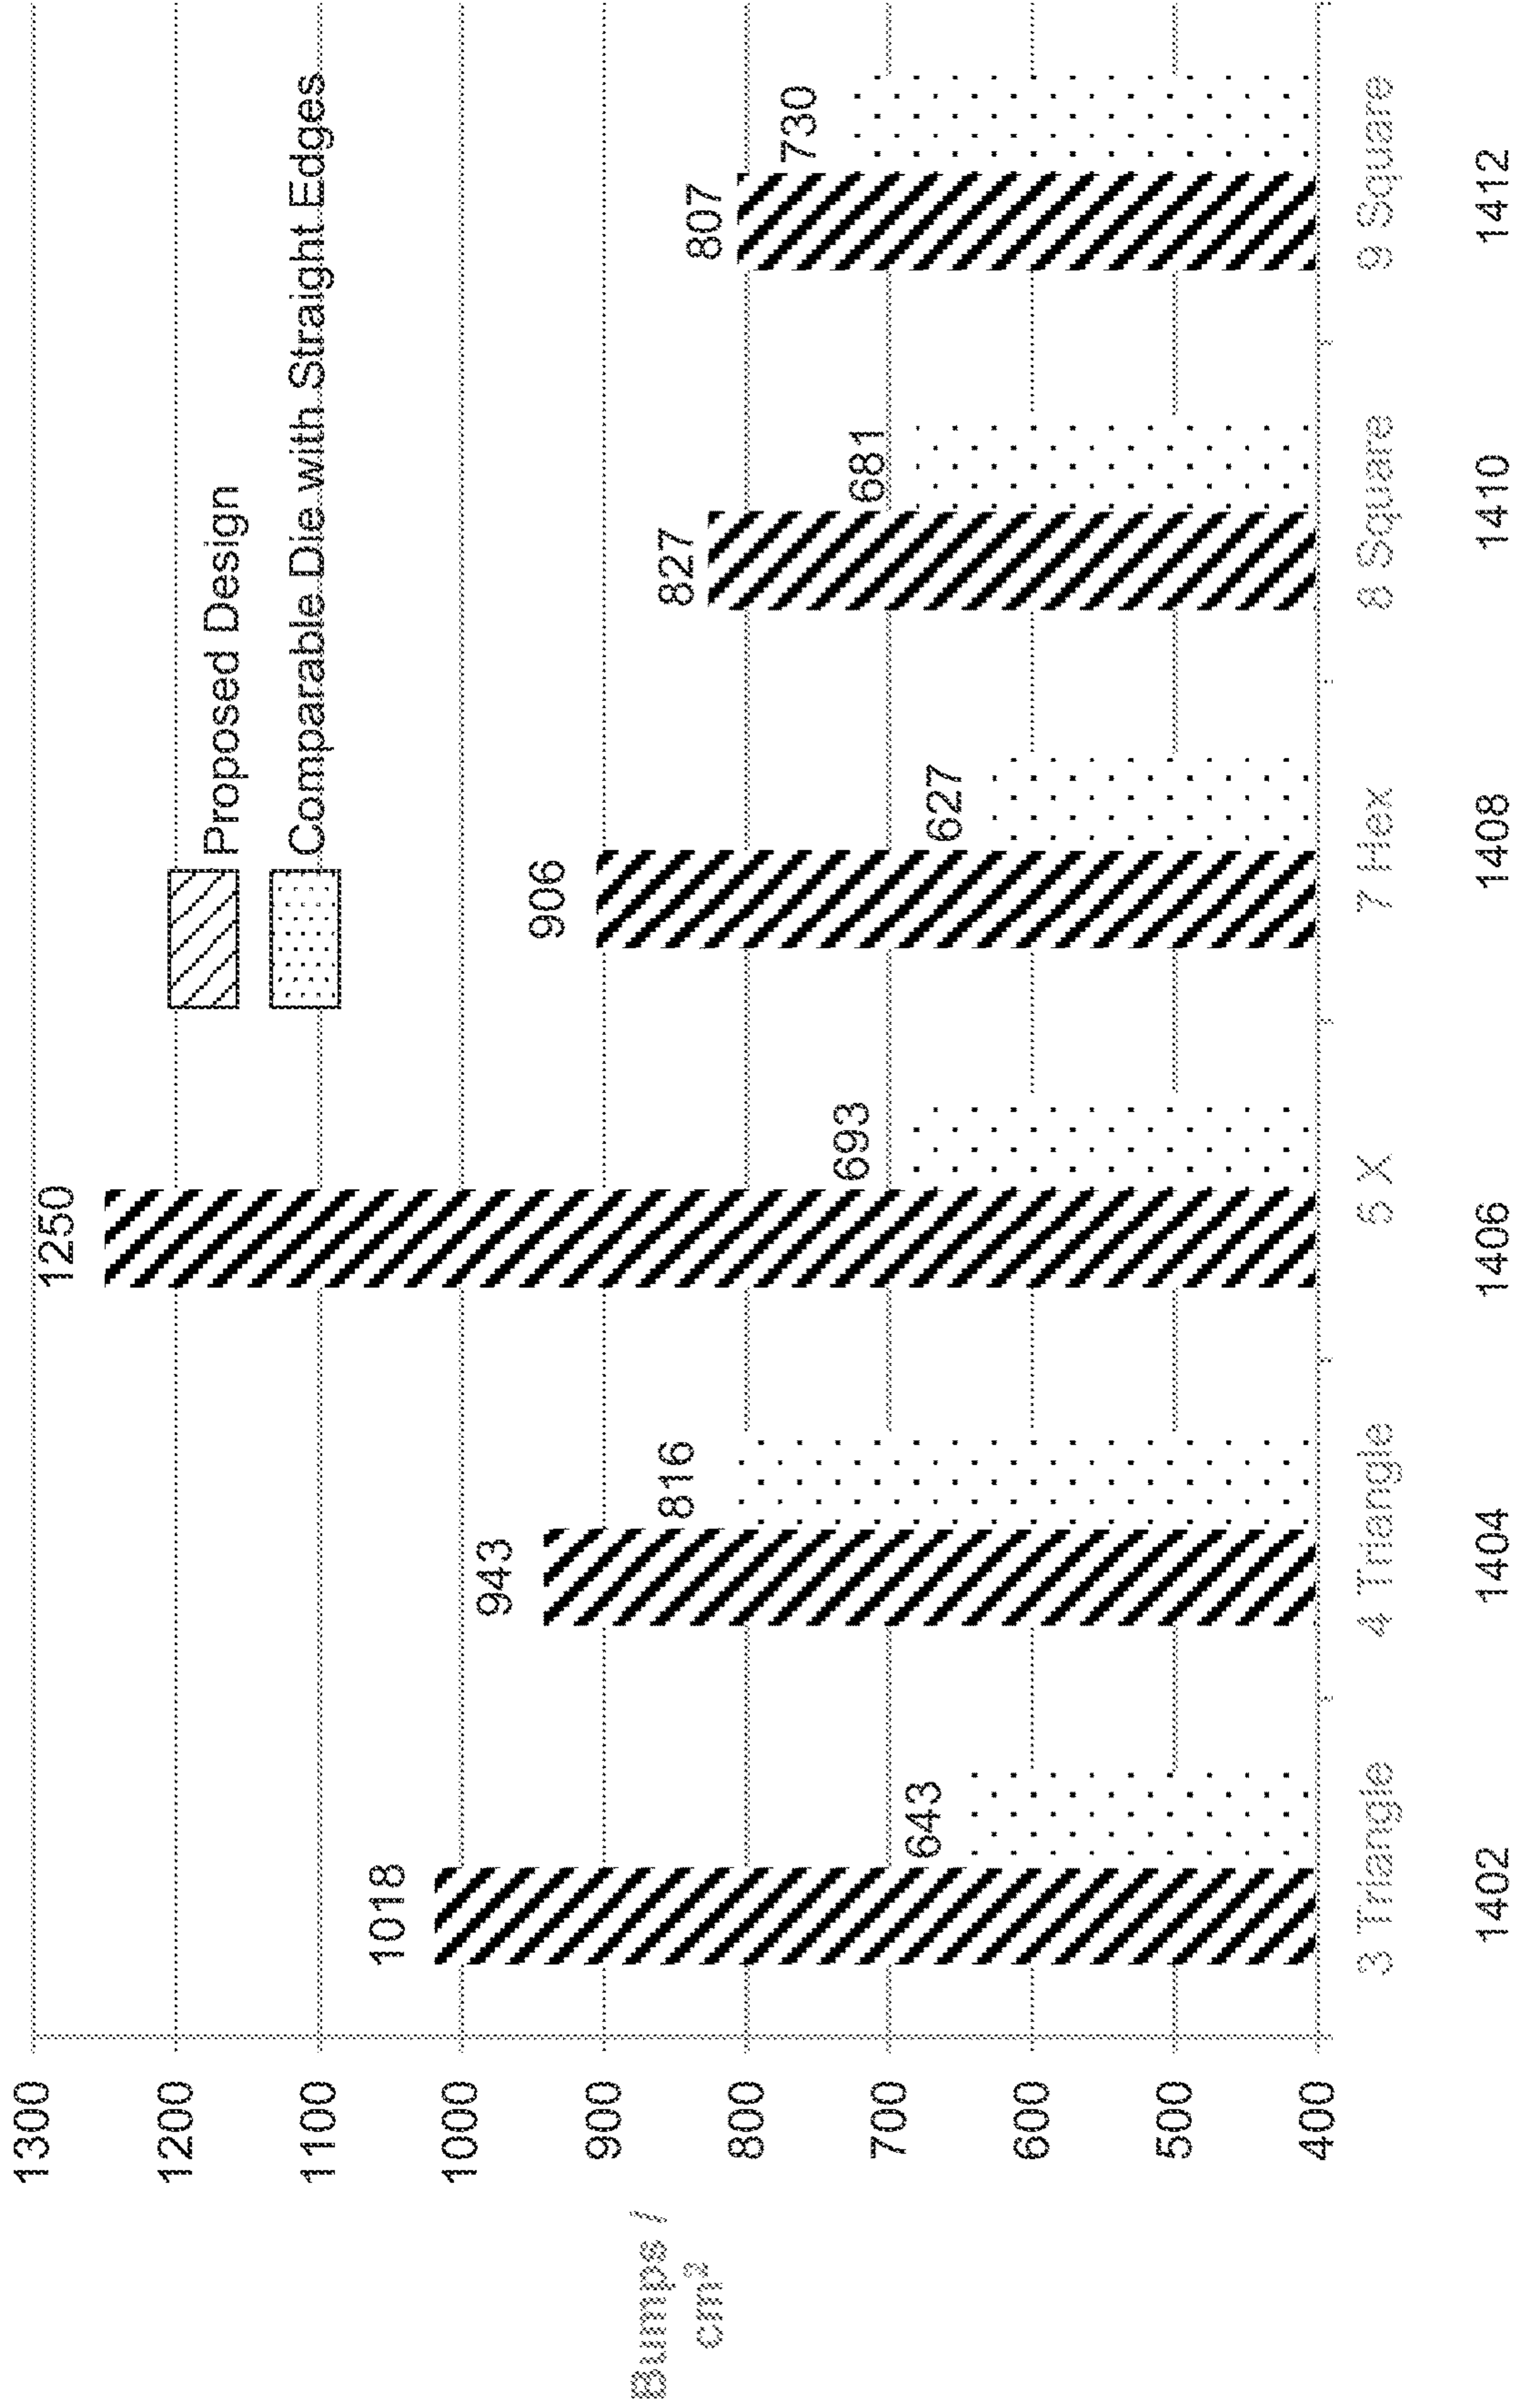 1300
1200
1100
1000
900
800
700
600
500
400
Bumps /
cm²
Proposed Design
Comparable Die with Straight Edges
1018
643
943
816
1250
693
906
627
827
681
807
730
3 Triangle
4 Triangle
5 X
7 Hex
8 Square
9 Square
1402
1404
1406
1408
1410
1412